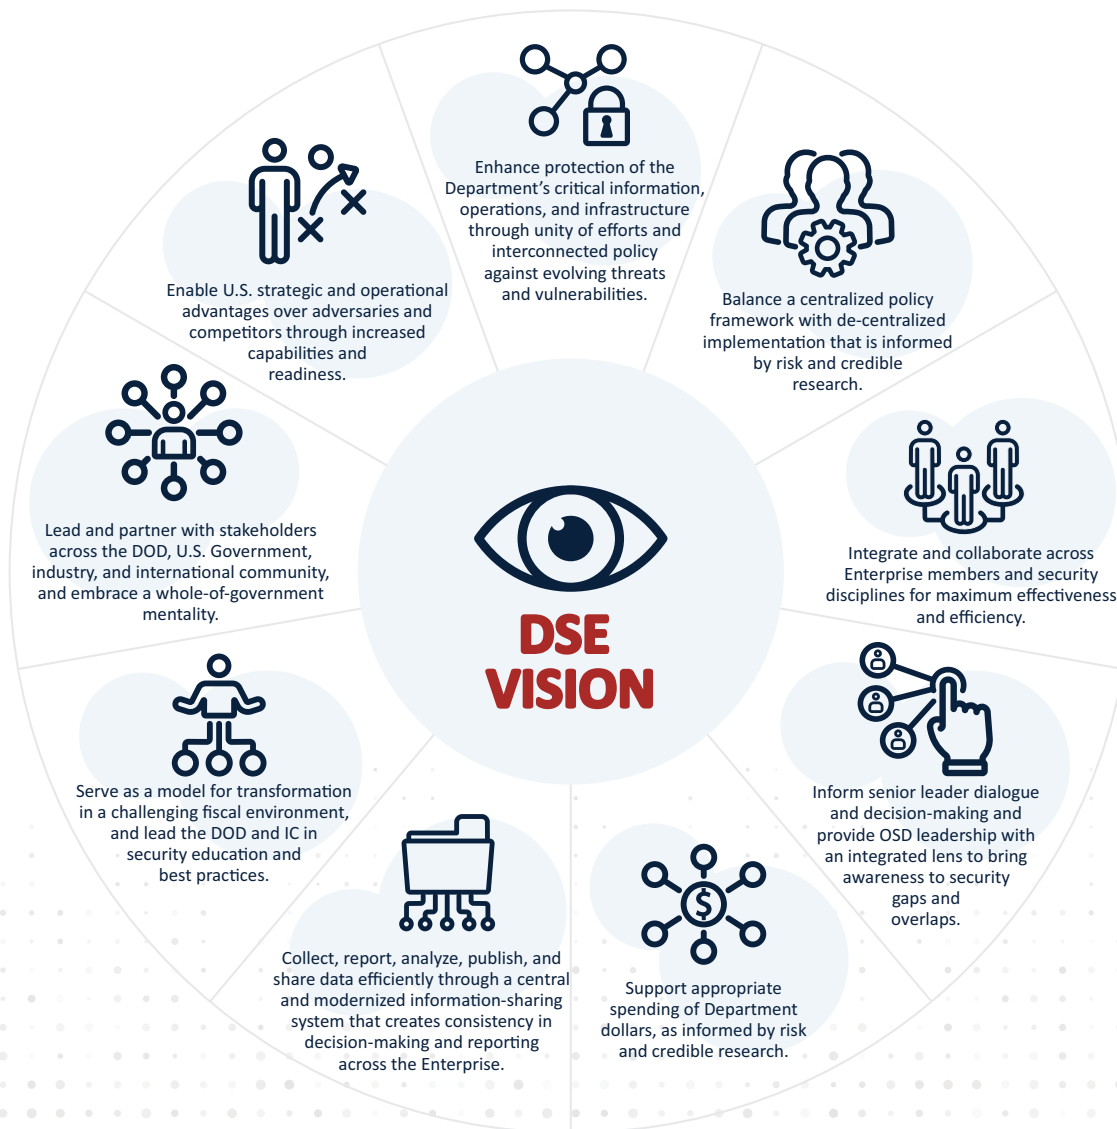 Enhance protection of the
Department's critical information,
operations, and infrastructure
through unity of efforts and
interconnected policy
against evolving threats
and vulnerabilities.
Balance a centralized policy
framework with de-centralized
implementation that is informed
by risk and credible
research.
Integrate and collaborate across
Enterprise members and security
disciplines for maximum effectiveness
and efficiency.
Inform senior leader dialogue
and decision-making and
provide OSD leadership with
an integrated lens to bring
awareness to security
gaps and
overlaps.
Support appropriate
spending of Department
dollars, as informed by risk
and credible research.
Collect, report, analyze, publish, and
share data efficiently through a central
and modernized information-sharing
system that creates consistency in
decision-making and reporting
across the Enterprise.
Serve as a model for transformation
in a challenging fiscal environment,
and lead the DOD and IC in
security education and
best practices.
Lead and partner with stakeholders
across the DOD, U.S. Government,
industry, and international community,
and embrace a whole-of-government
mentality.
Enable U.S. strategic and operational
advantages over adversaries and
competitors through increased
capabilities and
readiness.
DSE
VISION
$